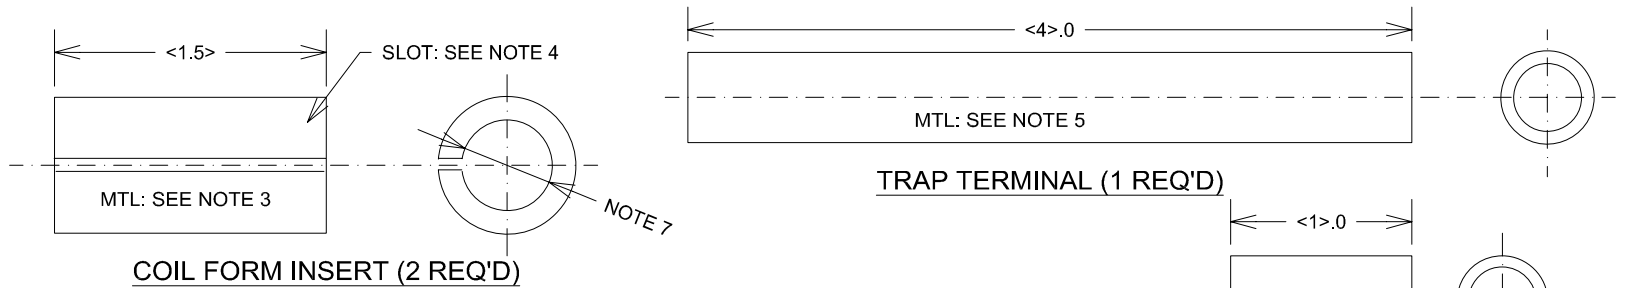 <1.5>
SLOT: SEE NOTE 4
MTL: SEE NOTE 3
NOTE 7
COIL FORM INSERT (2 REQ'D)
<4>.0
MTL: SEE NOTE 5
TRAP TERMINAL (1 REQ'D)
<1>.0